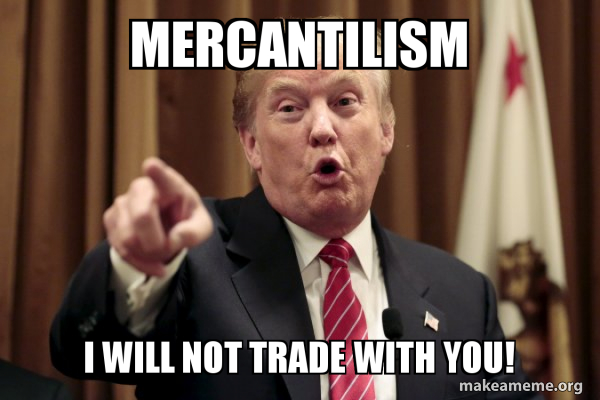 MERCANTILISM
I WILL NOT TRADE WITH YOU!
makeameme.org